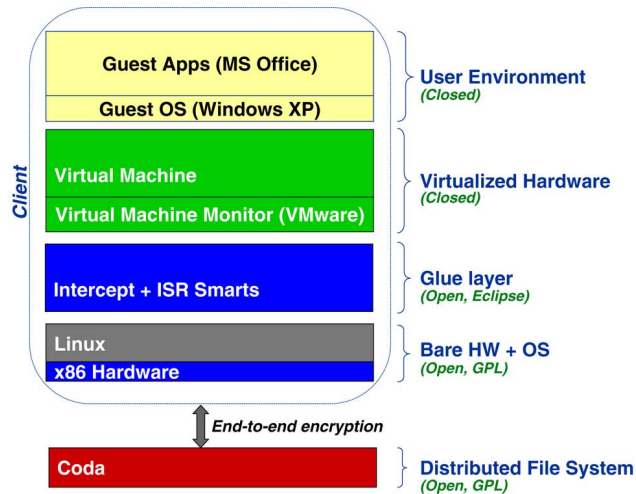 Client
Guest Apps (MS Office)
Guest OS (Windows XP)
User Environment
(Closed)
Virtual Machine
Virtual Machine Monitor (VMware)
Virtualized Hardware
(Closed)
Intercept + ISR Smarts
Glue layer
(Open, Eclipse)
Linux
x86 Hardware
Bare HW + OS
(Open, GPL)
End-to-end encryption
Coda
Distributed File System
(Open, GPL)